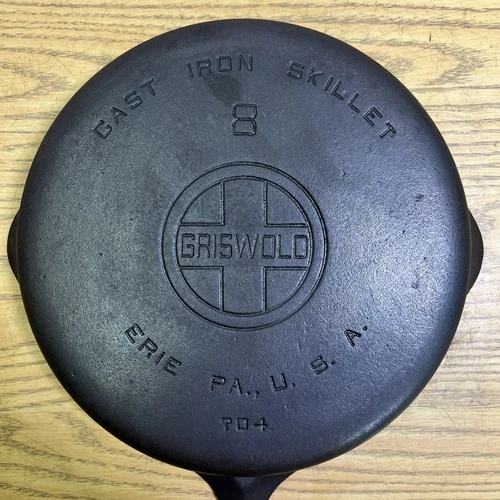 CAST IRON SKILLET
8
GRISWOLD
ERIE PA., U. S. A.
704